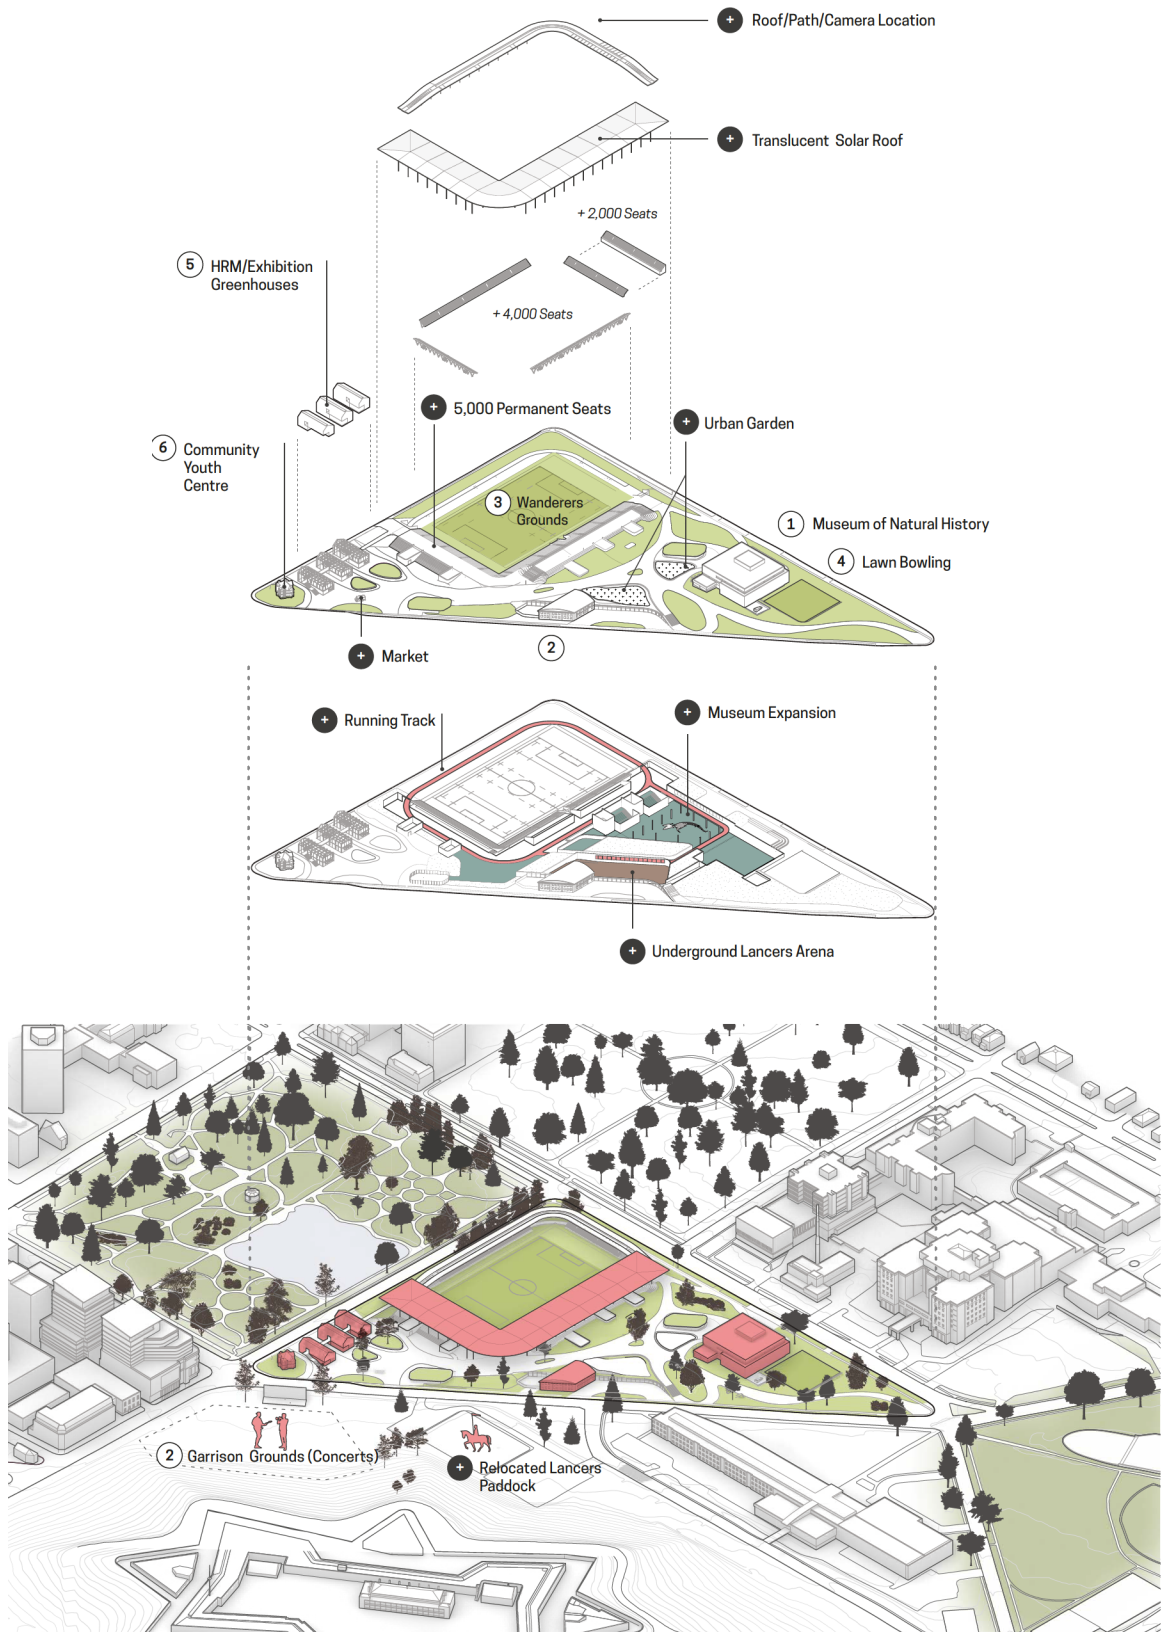 + Roof/Path/Camera Location
+ Translucent Solar Roof
+ 2,000 Seats
5 HRM/Exhibition
Greenhouses
+ 4,000 Seats
+ 5,000 Permanent Seats
+ Urban Garden
6 Community
Youth
Centre
3 Wanderers
Grounds
1 Museum of Natural History
4 Lawn Bowling
2
+ Market
+ Running Track
+ Museum Expansion
+ Underground Lancers Arena
2 Garrison Grounds (Concerts)
+ Relocated Lancers
Paddock